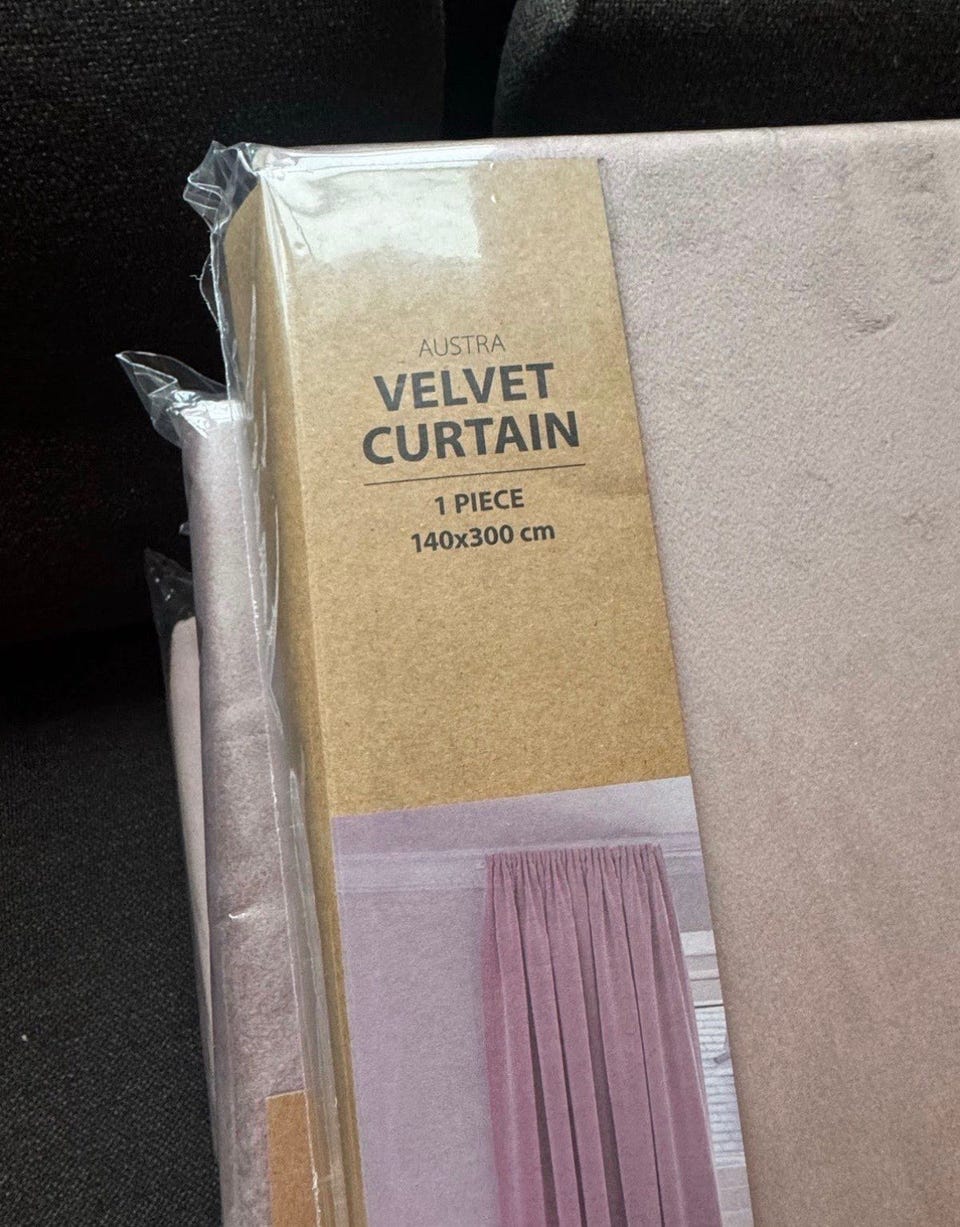 AUSTRA
VELVET
CURTAIN
1 PIECE
140x300 cm